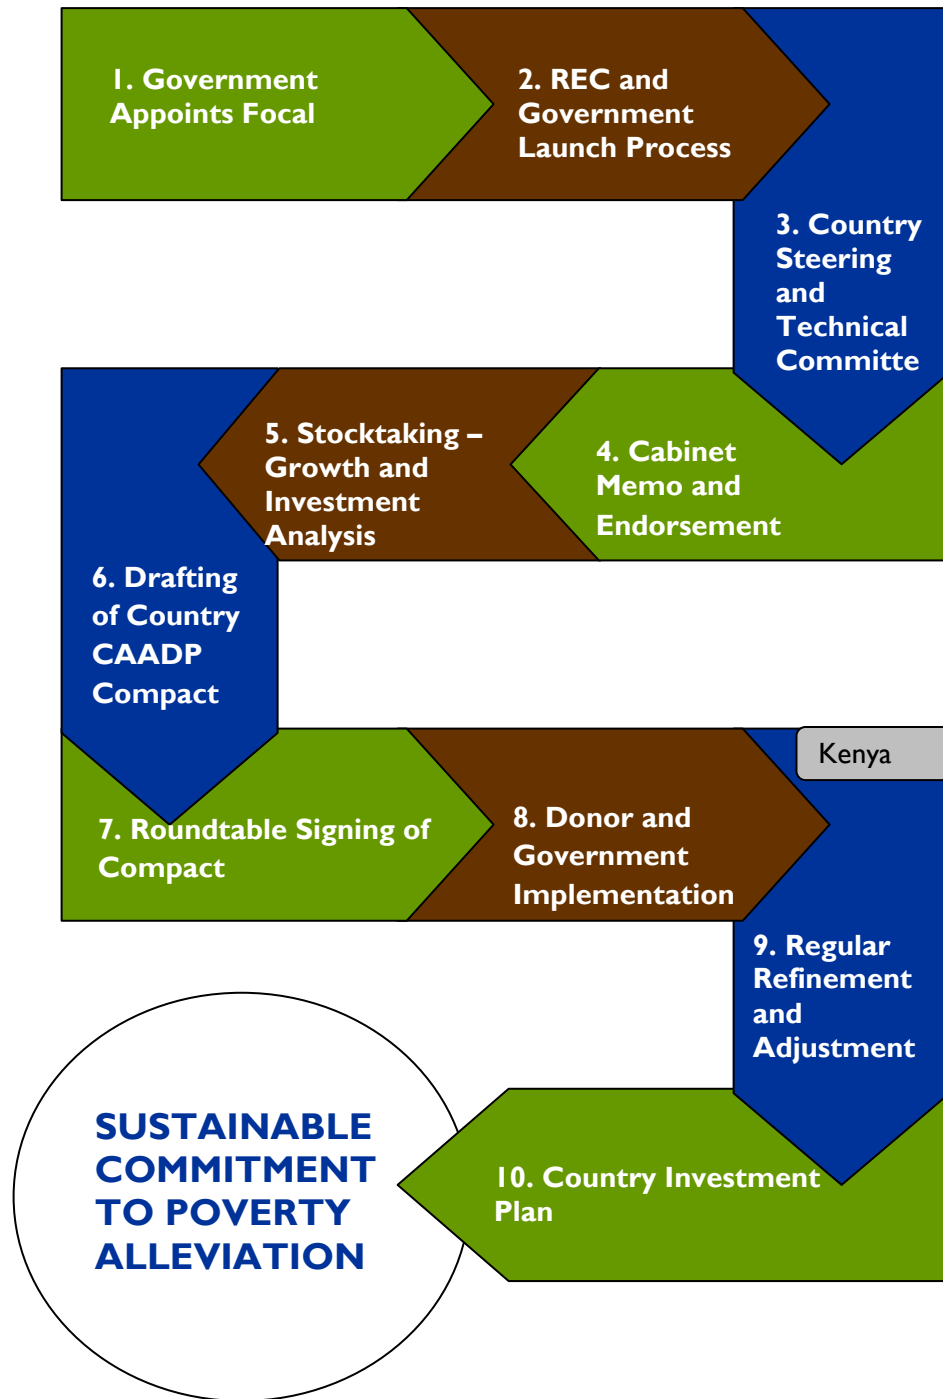 1. Government
Appoints Focal
2. REC and
Government
Launch Process
3. Country
Steering
and
Technical
Committe
4. Cabinet
Memo and
Endorsement
5. Stocktaking –
Growth and
Investment
Analysis
6. Drafting
of Country
CAADP
Compact
7. Roundtable Signing of
Compact
8. Donor and
Government
Implementation
Kenya
9. Regular
Refinement
and
Adjustment
10. Country Investment
Plan
SUSTAINABLE
COMMITMENT
TO POVERTY
ALLEVIATION